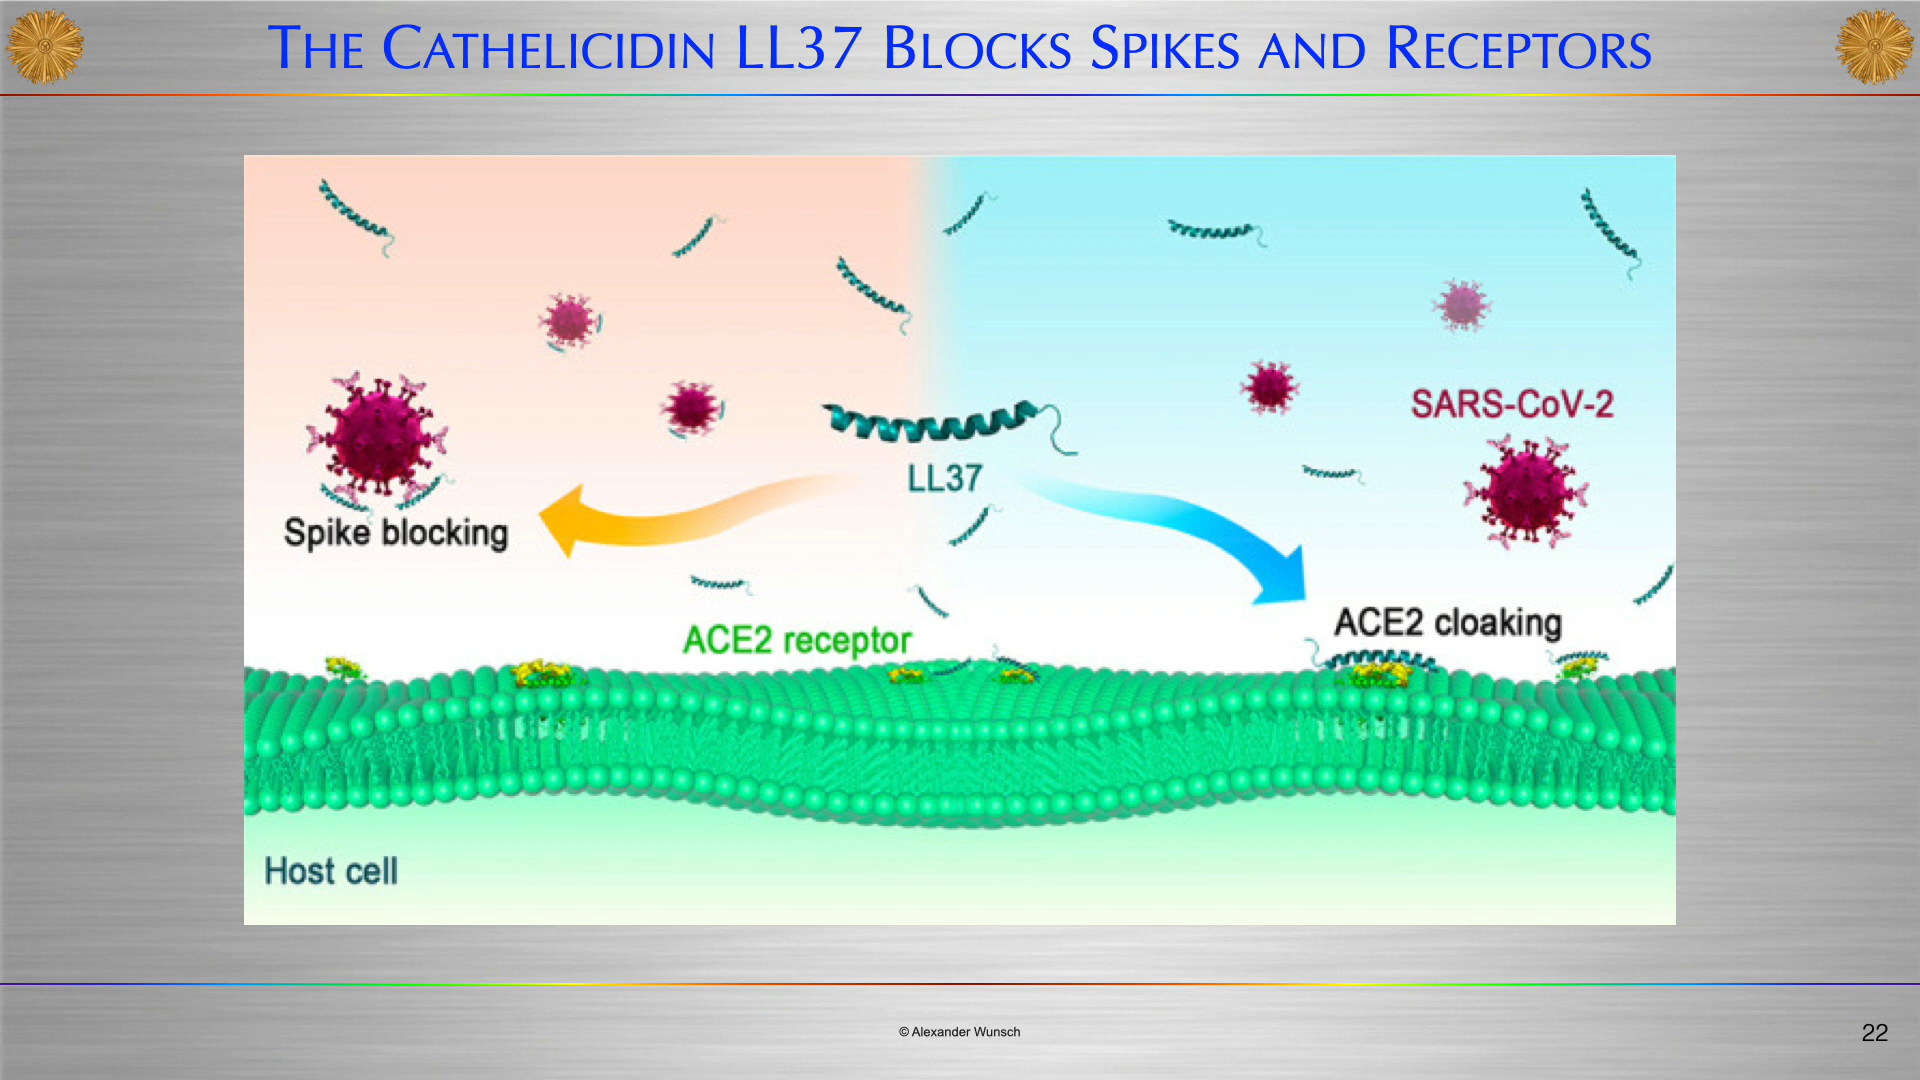 THE CATHELICIDIN LL37 BLOCKS SPIKES AND RECEPTORS
SARS-CoV-2
LL37
Spike blocking
ACE2 receptor
ACE2 cloaking
Host cell
© Alexander Wunsch
22